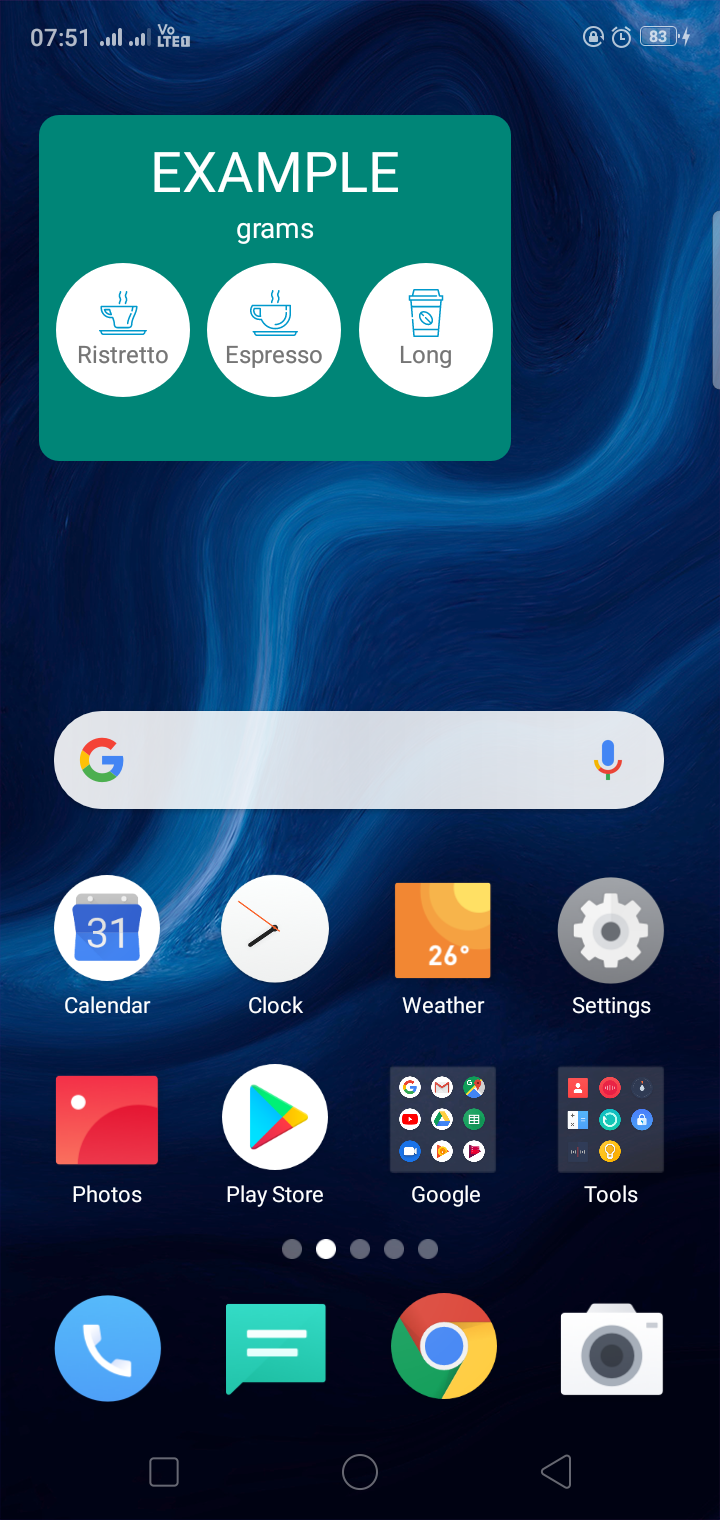 07:51 Vo LTE1 83
EXAMPLE
grams
Ristretto Espresso Long
31 26°
Calendar Clock Weather Settings
Photos Play Store Google Tools